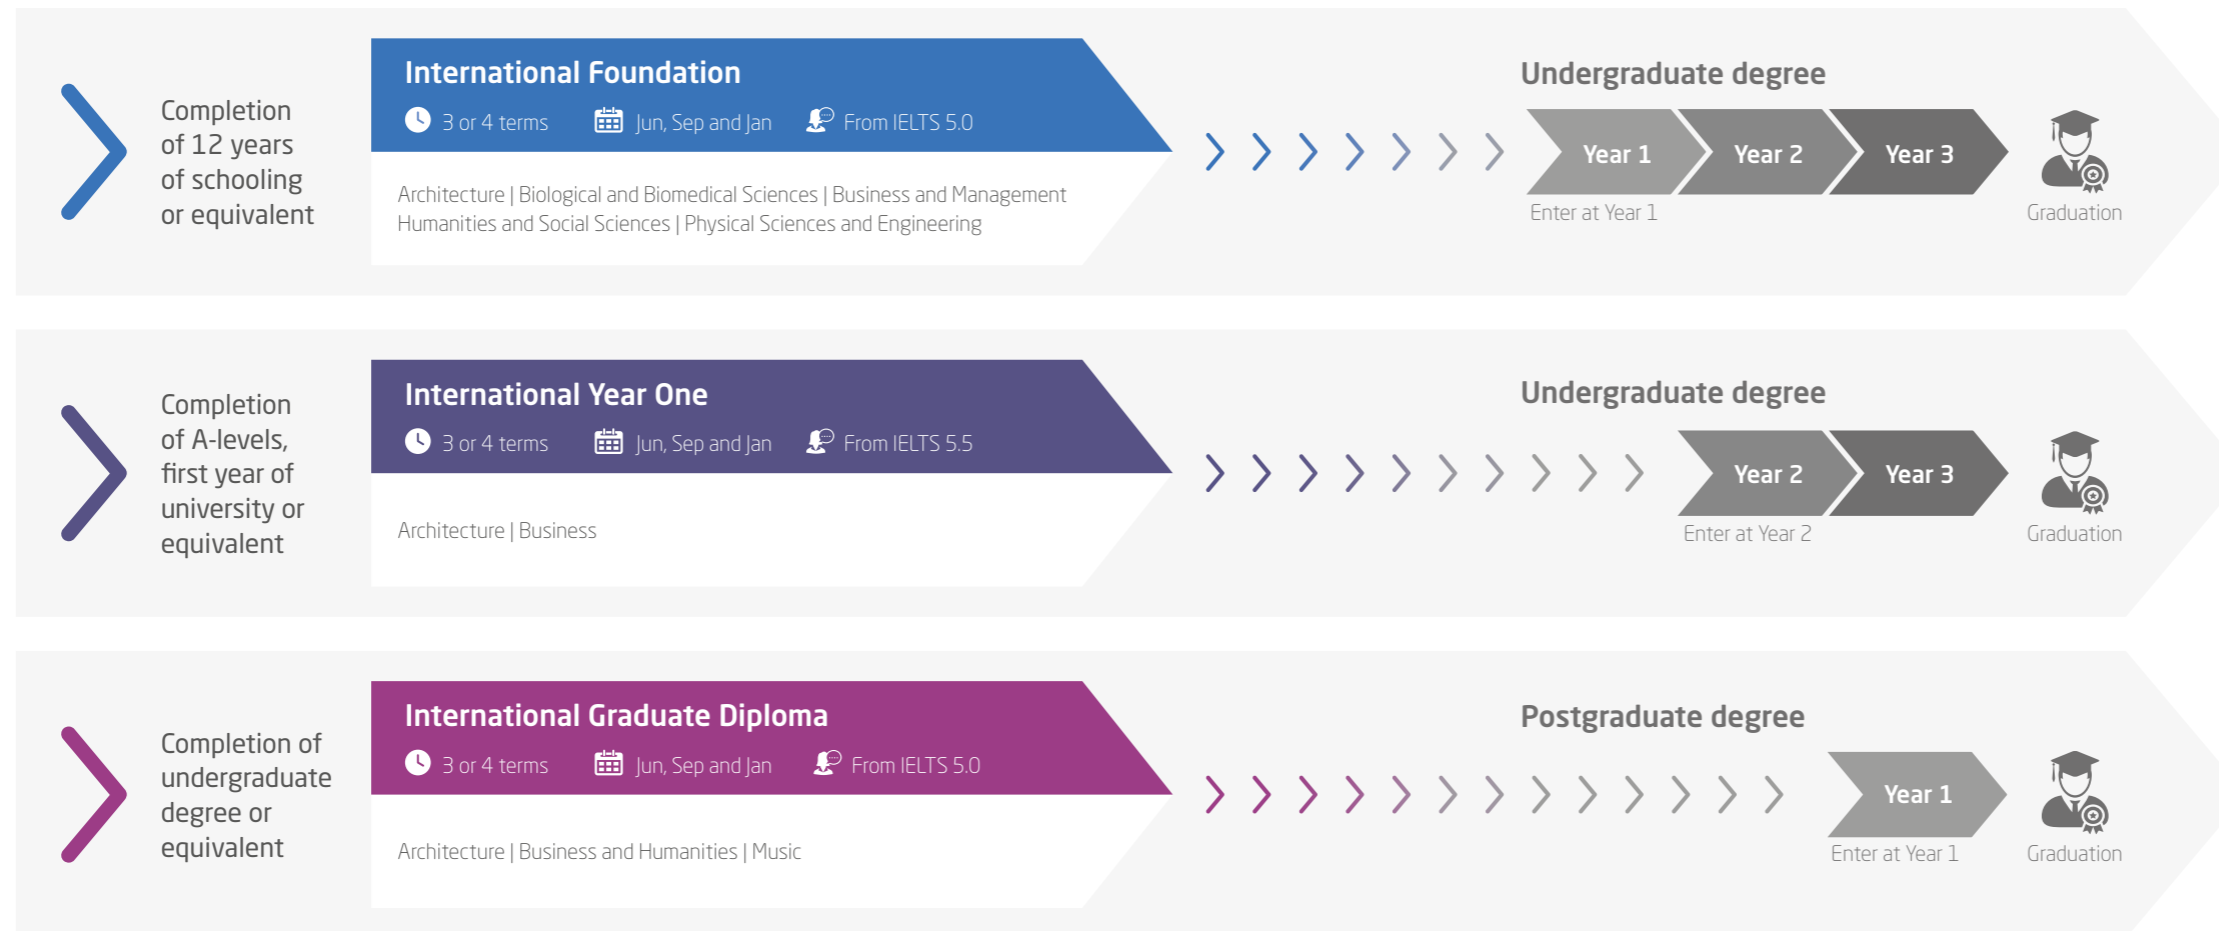 Completion
of 12 years
of schooling
or equivalent
International Foundation
3 or 4 terms Jun, Sep and Jan From IELTS 5.0
Architecture | Biological and Biomedical Sciences | Business and Management
Humanities and Social Sciences | Physical Sciences and Engineering
Undergraduate degree
Year 1 Year 2 Year 3
Enter at Year 1
Graduation
Completion
of A-levels,
first year of
university or
equivalent
International Year One
3 or 4 terms Jun, Sep and Jan From IELTS 5.5
Architecture | Business
Undergraduate degree
Year 2 Year 3
Enter at Year 2
Graduation
Completion of
undergraduate
degree or
equivalent
International Graduate Diploma
3 or 4 terms Jun, Sep and Jan From IELTS 5.0
Architecture | Business and Humanities | Music
Postgraduate degree
Year 1
Enter at Year 1
Graduation